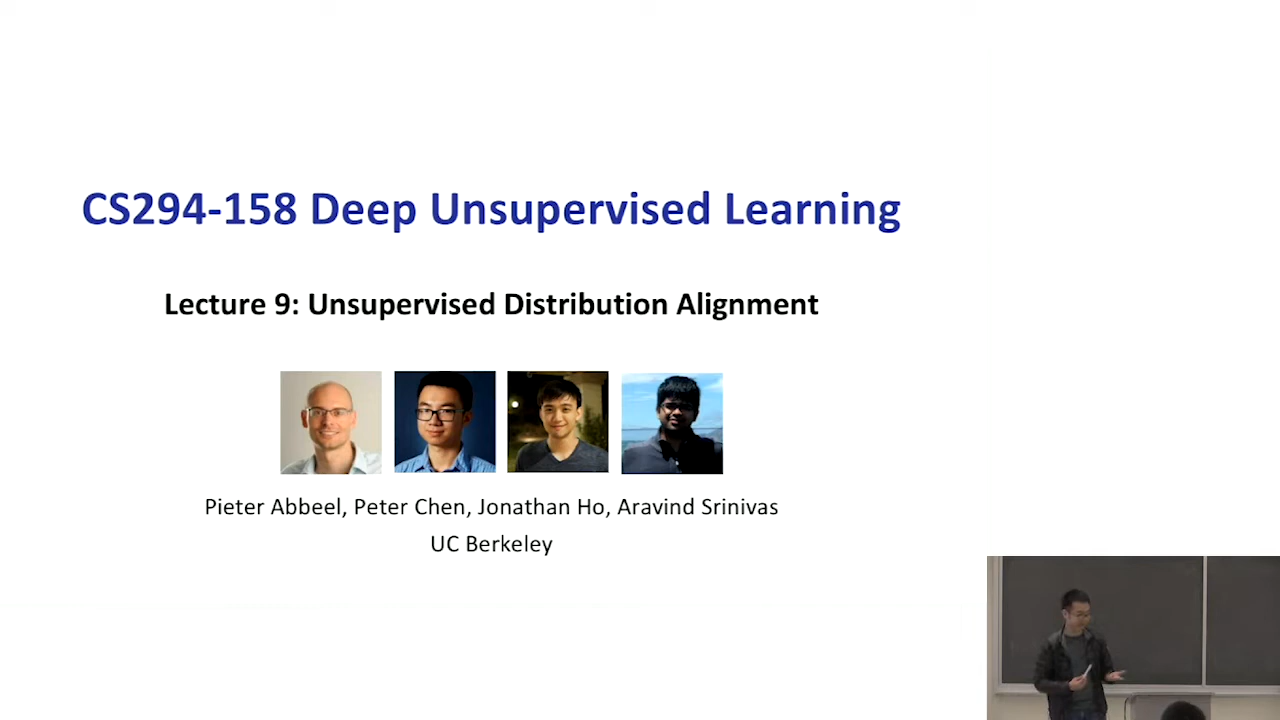 CS294-158 Deep Unsupervised Learning
Lecture 9: Unsupervised Distribution Alignment
Pieter Abbeel, Peter Chen, Jonathan Ho, Aravind Srinivas
UC Berkeley